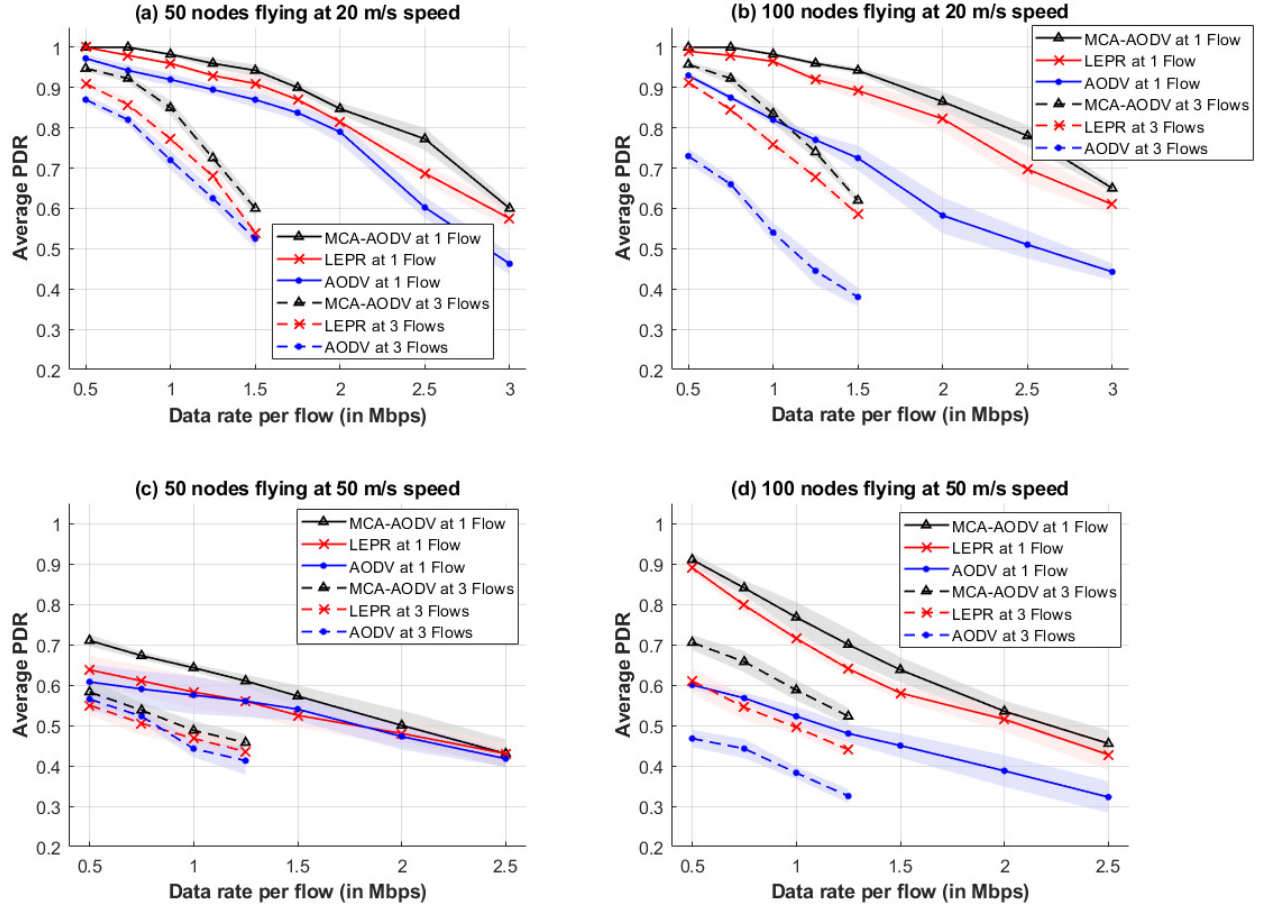 (a) 50 nodes flying at 20 m/s speed
1
0.9
0.8
0.7
0.6
0.5
0.4
0.3
0.2
Average PDR
MCA-AODV at 1 Flow
LEPR at 1 Flow
AODV at 1 Flow
MCA-AODV at 3 Flows
LEPR at 3 Flows
AODV at 3 Flows
0.5 1 1.5 2 2.5 3
Data rate per flow (in Mbps)
(b) 100 nodes flying at 20 m/s speed
1
0.9
0.8
0.7
0.6
0.5
0.4
0.3
0.2
Average PDR
MCA-AODV at 1 Flow
LEPR at 1 Flow
AODV at 1 Flow
MCA-AODV at 3 Flows
LEPR at 3 Flows
AODV at 3 Flows
0.5 1 1.5 2 2.5 3
Data rate per flow (in Mbps)
(c) 50 nodes flying at 50 m/s speed
1
0.9
0.8
0.7
0.6
0.5
0.4
0.3
0.2
Average PDR
MCA-AODV at 1 Flow
LEPR at 1 Flow
AODV at 1 Flow
MCA-AODV at 3 Flows
LEPR at 3 Flows
AODV at 3 Flows
0.5 1 1.5 2 2.5
Data rate per flow (in Mbps)
(d) 100 nodes flying at 50 m/s speed
1
0.9
0.8
0.7
0.6
0.5
0.4
0.3
0.2
Average PDR
MCA-AODV at 1 Flow
LEPR at 1 Flow
AODV at 1 Flow
MCA-AODV at 3 Flows
LEPR at 3 Flows
AODV at 3 Flows
0.5 1 1.5 2 2.5
Data rate per flow (in Mbps)